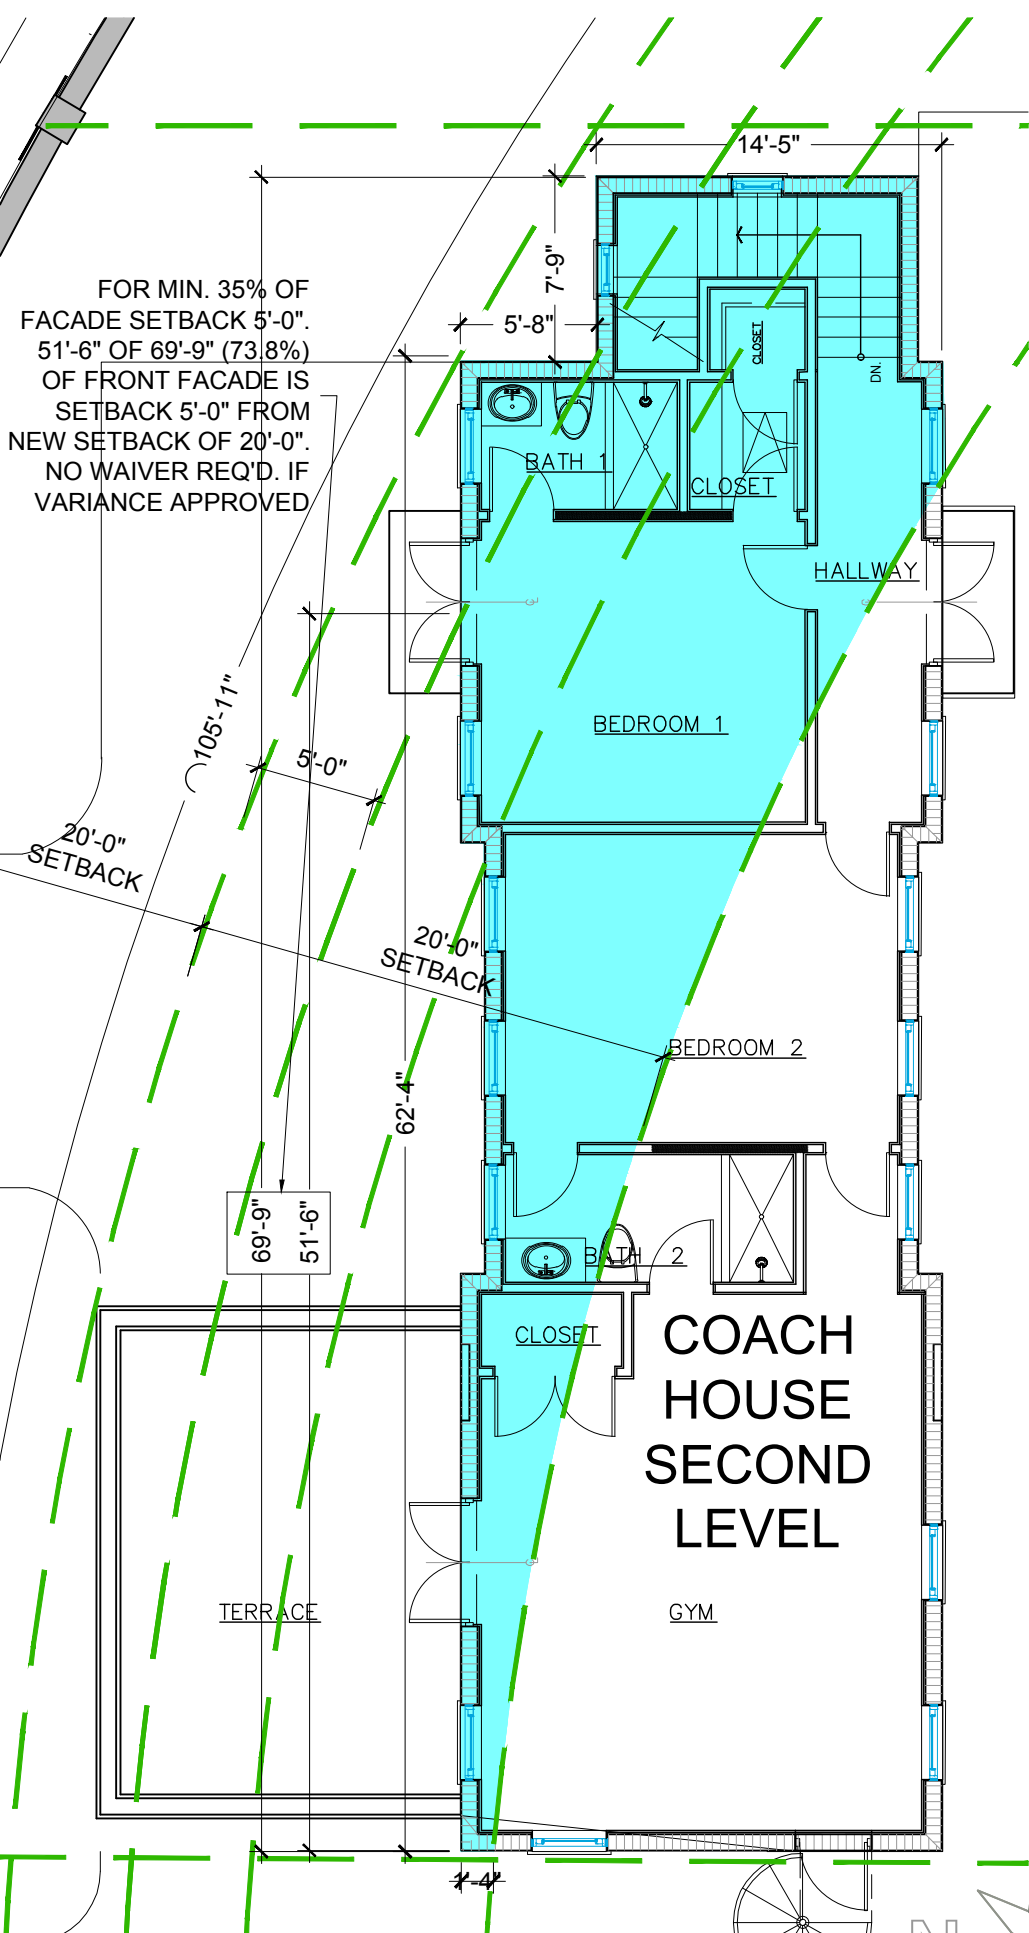 14'-5"
7'-9"
5'-8"
FOR MIN. 35% OF
FACADE SETBACK 5'-0".
51'-6" OF 69'-9" (73.8%)
OF FRONT FACADE IS
SETBACK 5'-0" FROM
NEW SETBACK OF 20'-0".
NO WAIVER REQ'D. IF
VARIANCE APPROVED
CLOSET
DN.
BATH 1
CLOSET
HALLWAY
105'-11"
BEDROOM 1
5'-0"
20'-0"
SETBACK
20'-0"
SETBACK
BEDROOM 2
62'-4"
69'-9"
51'-6"
BATH 2
CLOSET
COACH
HOUSE
SECOND
LEVEL
TERRACE
GYM
1'-4"
N